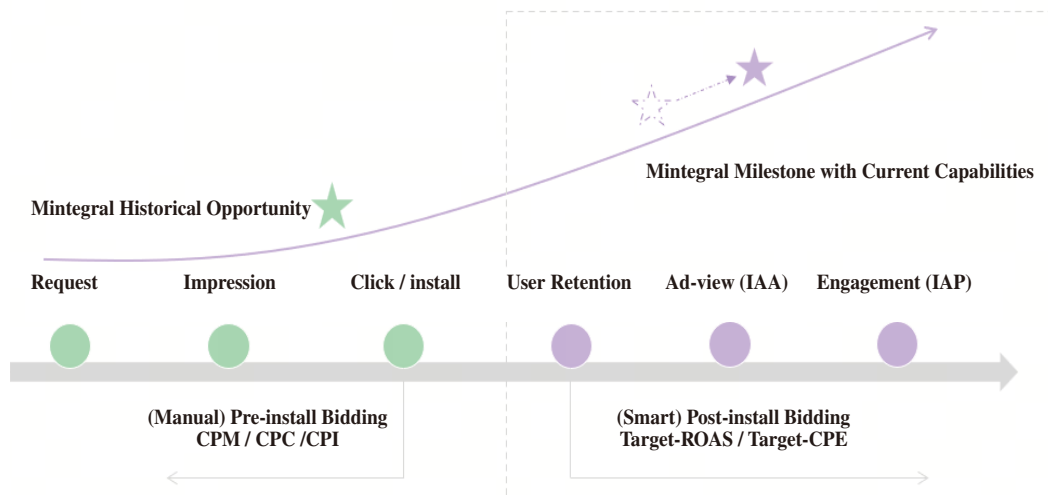 Mintegral Milestone with Current Capabilities
Mintegral Historical Opportunity
Request
Impression
Click / install
User Retention
Ad-view (IAA)
Engagement (IAP)
(Manual) Pre-install Bidding
CPM / CPC /CPI
(Smart) Post-install Bidding
Target-ROAS / Target-CPE